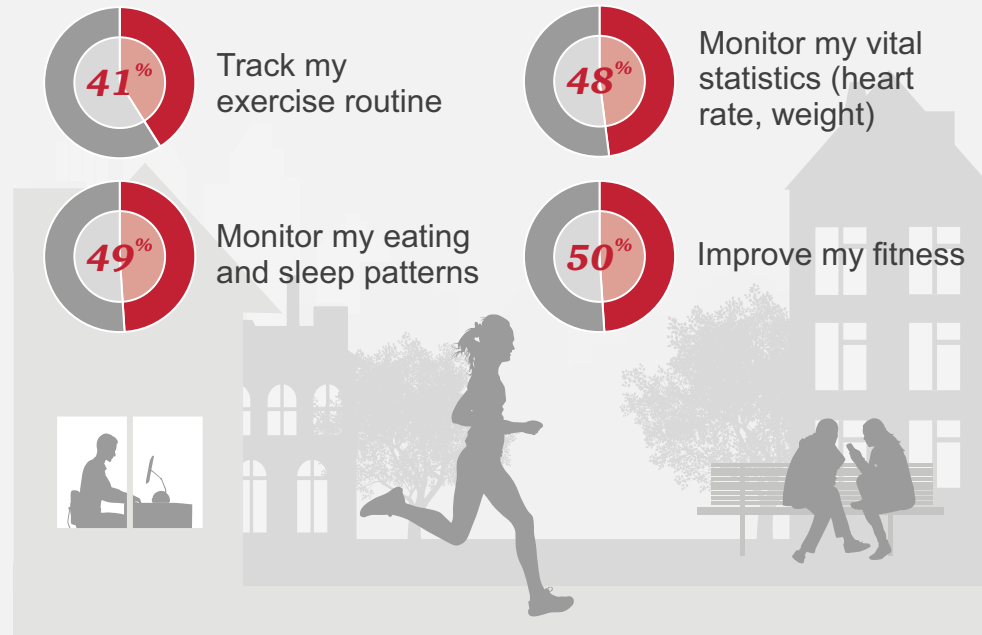 41%
Track my
exercise routine
48%
Monitor my vital
statistics (heart
rate, weight)
49%
Monitor my eating
and sleep patterns
50%
Improve my fitness